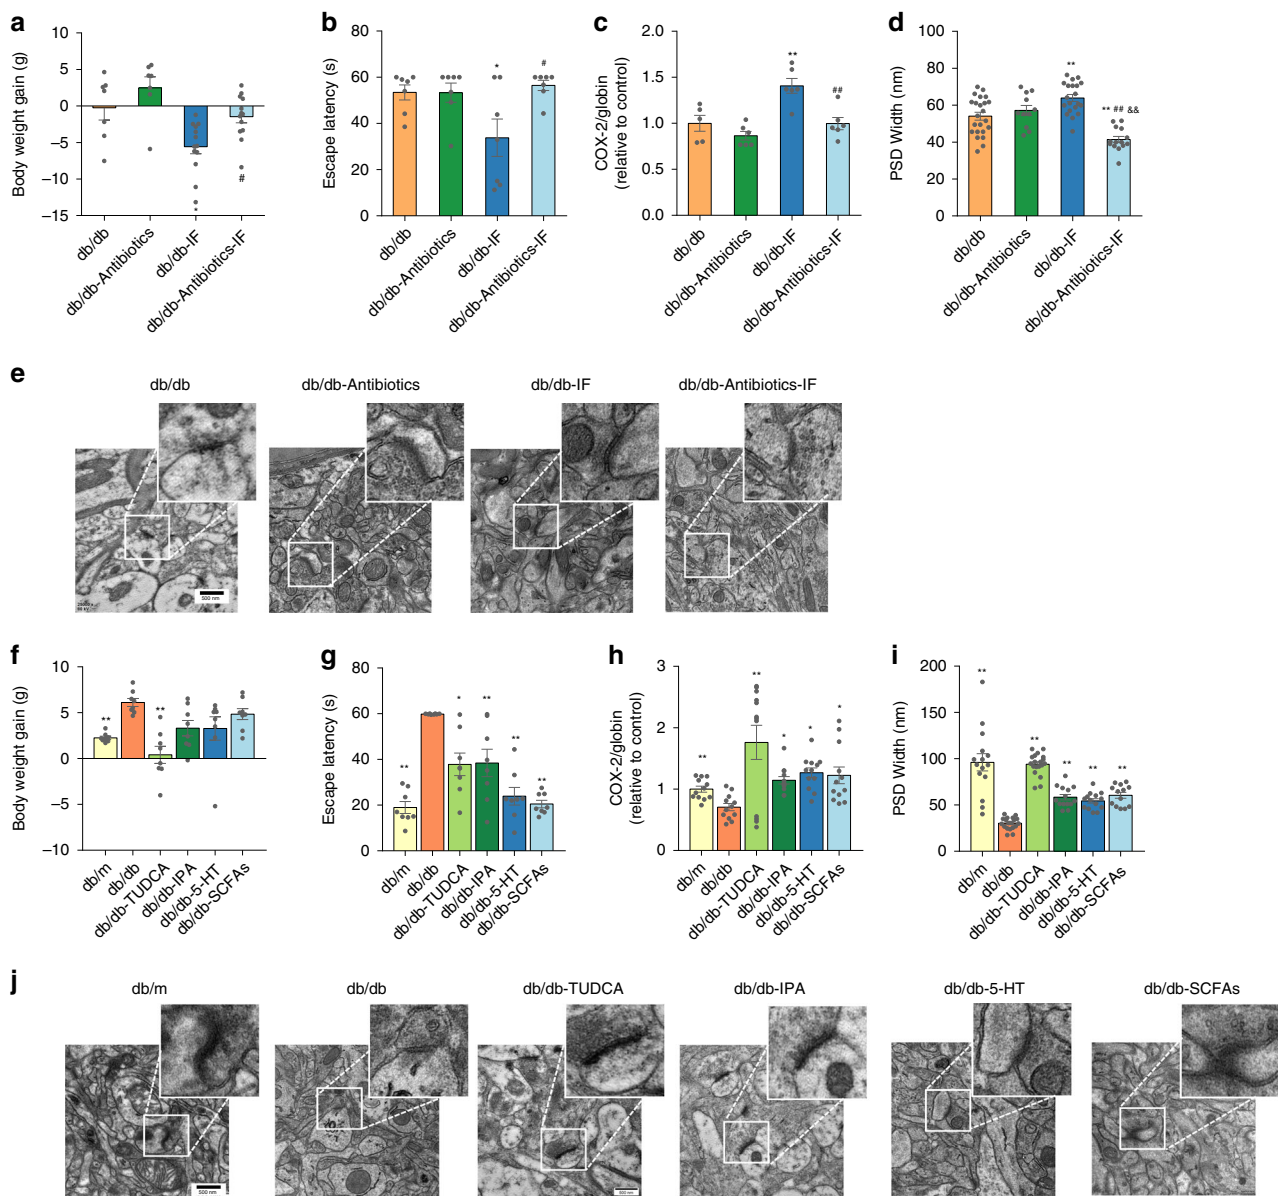 a
Body weight gain (g)
10
5
0
−5
−10
−15
*
#
db/db
db/db-Antibiotics
db/db-IF
db/db-Antibiotics-IF
b
Escape latency (s)
80
60
40
20
0
*
#
db/db
db/db-Antibiotics
db/db-IF
db/db-Antibiotics-IF
c
COX-2/globin
(relative to control)
2.0
1.5
1.0
0.5
0.0
**
##
db/db
db/db-Antibiotics
db/db-IF
db/db-Antibiotics-IF
d
PSD Width (nm)
100
80
60
40
20
0
**
** ## &&
db/db
db/db-Antibiotics
db/db-IF
db/db-Antibiotics-IF
e
db/db
db/db-Antibiotics
db/db-IF
db/db-Antibiotics-IF
500 nm
f
Body weight gain (g)
10
5
0
−5
−10
**
**
db/m
db/db
db/db-TUDCA
db/db-IPA
db/db-5-HT
db/db-SCFAs
g
Escape latency (s)
80
60
40
20
0
**
*
**
**
**
db/m
db/db
db/db-TUDCA
db/db-IPA
db/db-5-HT
db/db-SCFAs
h
COX-2/globin
(relative to control)
3
2
1
0
**
**
*
*
*
db/m
db/db
db/db-TUDCA
db/db-IPA
db/db-5-HT
db/db-SCFAs
i
PSD Width (nm)
200
150
100
50
0
**
**
**
**
**
db/m
db/db
db/db-TUDCA
db/db-IPA
db/db-5-HT
db/db-SCFAs
j
db/m
db/db
db/db-TUDCA
db/db-IPA
db/db-5-HT
db/db-SCFAs
500 nm
500 nm